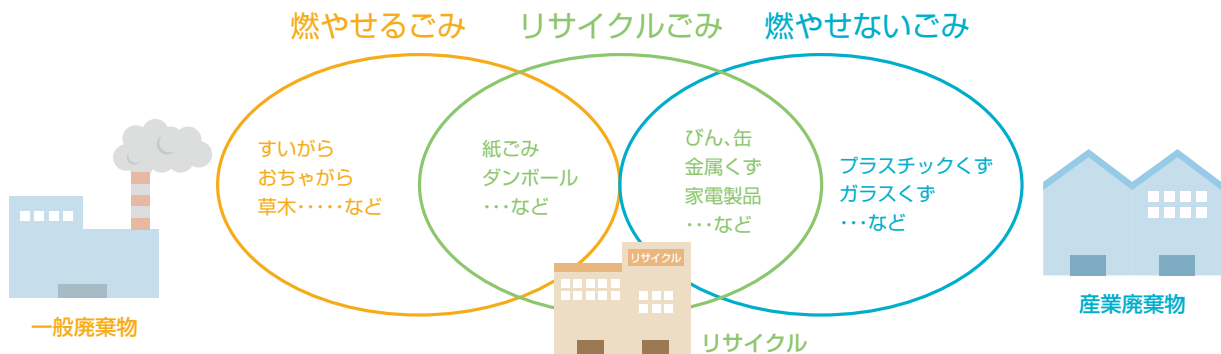 燃やせるごみ
リサイクルごみ
燃やせないごみ
すいがら
おちゃがら
草木・・・・・など
紙ごみ
ダンボール
・・・など
びん、缶
金属くず
家電製品
・・・など
プラスチックくず
ガラスくず
・・・など
リサイクル
一般廃棄物
リサイクル
産業廃棄物